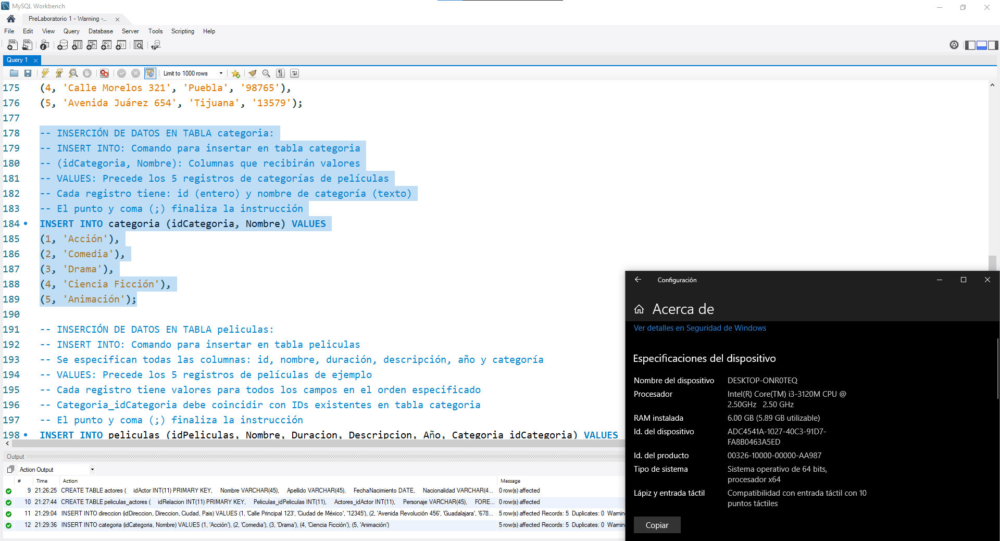 MySQL Workbench
PreLaboratorio 1 - Warning -...
File Edit View Query Database Server Tools Scripting Help
Query 1
Limit to 1000 rows
175 (4, 'Calle Morelos 321', 'Puebla', '98765'),
176 (5, 'Avenida Juárez 654', 'Tijuana', '13579');
177
178 -- INSERCIÓN DE DATOS EN TABLA categoria:
179 -- INSERT INTO: Comando para insertar en tabla categoria
180 -- (idCategoria, Nombre): Columnas que recibirán valores
181 -- VALUES: Precede los 5 registros de categorías de películas
182 -- Cada registro tiene: id (entero) y nombre de categoría (texto)
183 -- El punto y coma (;) finaliza la instrucción
184 INSERT INTO categoria (idCategoria, Nombre) VALUES
185 (1, 'Acción'),
186 (2, 'Comedia'),
187 (3, 'Drama'),
188 (4, 'Ciencia Ficción'),
189 (5, 'Animación');
190
191 -- INSERCIÓN DE DATOS EN TABLA peliculas:
192 -- INSERT INTO: Comando para insertar en tabla peliculas
193 -- Se especifican todas las columnas: id, nombre, duración, descripción, año y categoría
194 -- VALUES: Precede los 5 registros de películas de ejemplo
195 -- Cada registro tiene valores para todos los campos en el orden especificado
196 -- Categoria_idCategoria debe coincidir con IDs existentes en tabla categoria
197 -- El punto y coma (;) finaliza la instrucción
198 INSERT INTO peliculas (idPeliculas, Nombre, Duracion, Descripcion, Año, Categoria_idCategoria) VALUES
Output
Action Output
# Time Action Message
9 21:26:25 CREATE TABLE actores ( idActor INT(11) PRIMARY KEY, Nombre VARCHAR(45), Apellido VARCHAR(45), FechaNacimiento DATE, Nacionalidad VARCHAR(4... 0 row(s) affected
10 21:27:44 CREATE TABLE peliculas_actores ( idRelacion INT(11) PRIMARY KEY, Peliculas_idPeliculas INT(11), Actores_idActor INT(11), Personaje VARCHAR(45), FORE... 0 row(s) affected
11 21:29:04 INSERT INTO direccion (idDireccion, Direccion, Ciudad, Pais) VALUES (1, 'Calle Principal 123', 'Ciudad de México', '12345'), (2, 'Avenida Revolución 456', 'Guadalajara', '678... 5 row(s) affected Records: 5 Duplicates: 0 Warnin
12 21:29:36 INSERT INTO categoria (idCategoria, Nombre) VALUES (1, 'Acción'), (2, 'Comedia'), (3, 'Drama'), (4, 'Ciencia Ficción'), (5, 'Animación') 5 row(s) affected Records: 5 Duplicates: 0 Warnin
Configuración
Acerca de
Ver detalles en Seguridad de Windows
Especificaciones del dispositivo
Nombre del dispositivo DESKTOP-ONR0TEQ
Procesador Intel(R) Core(TM) i3-3120M CPU @
2.50GHz 2.50 GHz
RAM instalada 6.00 GB (5.89 GB utilizable)
Id. del dispositivo ADC4541A-1027-40C3-91D7-
FA8B0463A5ED
Id. del producto 00326-10000-00000-AA987
Tipo de sistema Sistema operativo de 64 bits,
procesador x64
Lápiz y entrada táctil Compatibilidad con entrada táctil con 10
puntos táctiles
Copiar